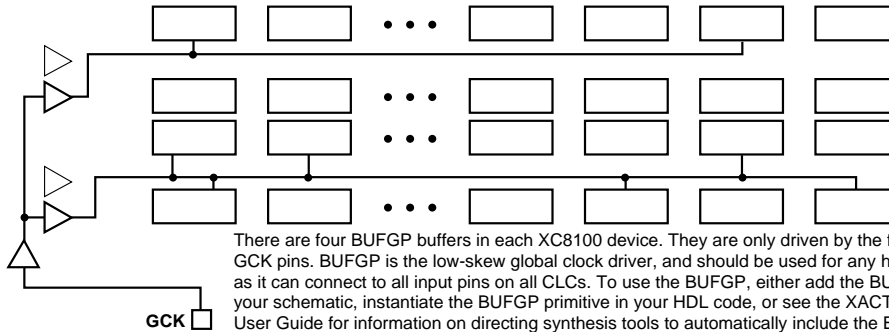 There are four BUFGP buffers in each XC8100 device. They are only driven by the
GCK pins. BUFGP is the low-skew global clock driver, and should be used for any
as it can connect to all input pins on all CLCs. To use the BUFGP, either add the
your schematic, instantiate the BUFGP primitive in your HDL code, or see the XACT
GCK
User Guide for information on directing synthesis tools to automatically include the